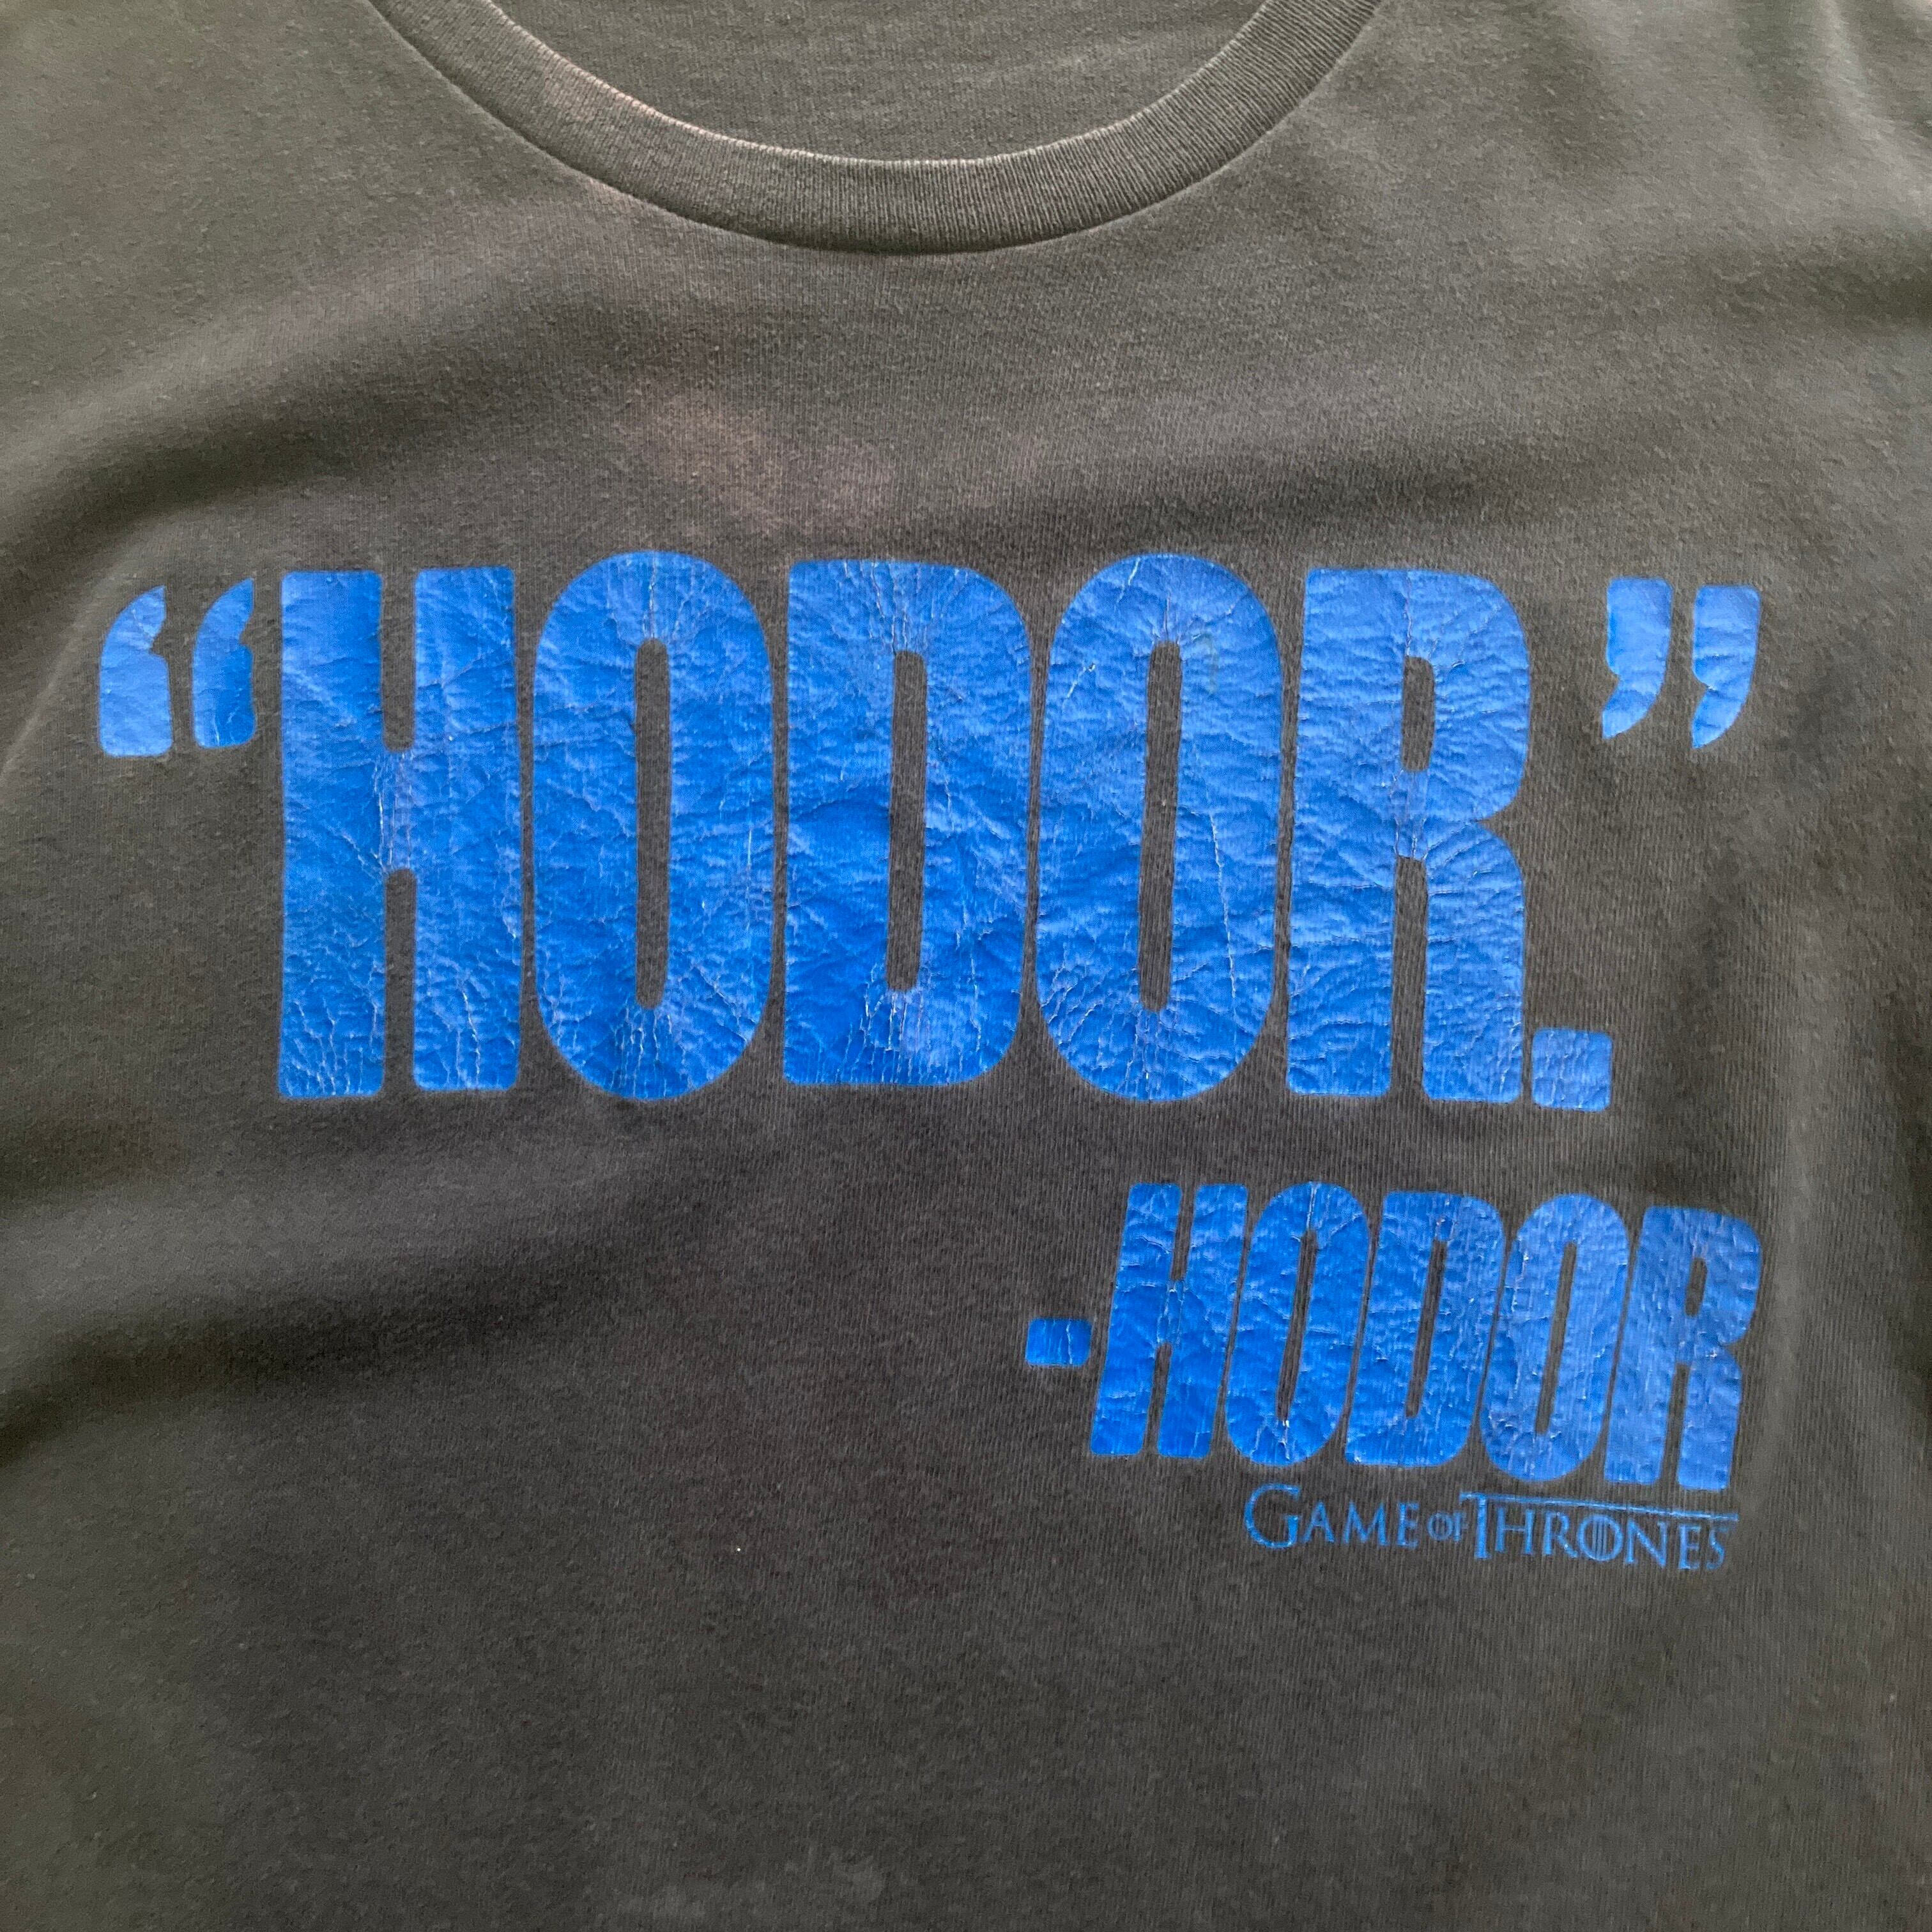 “HODOR.”
-HODOR
GAME OF THRONES